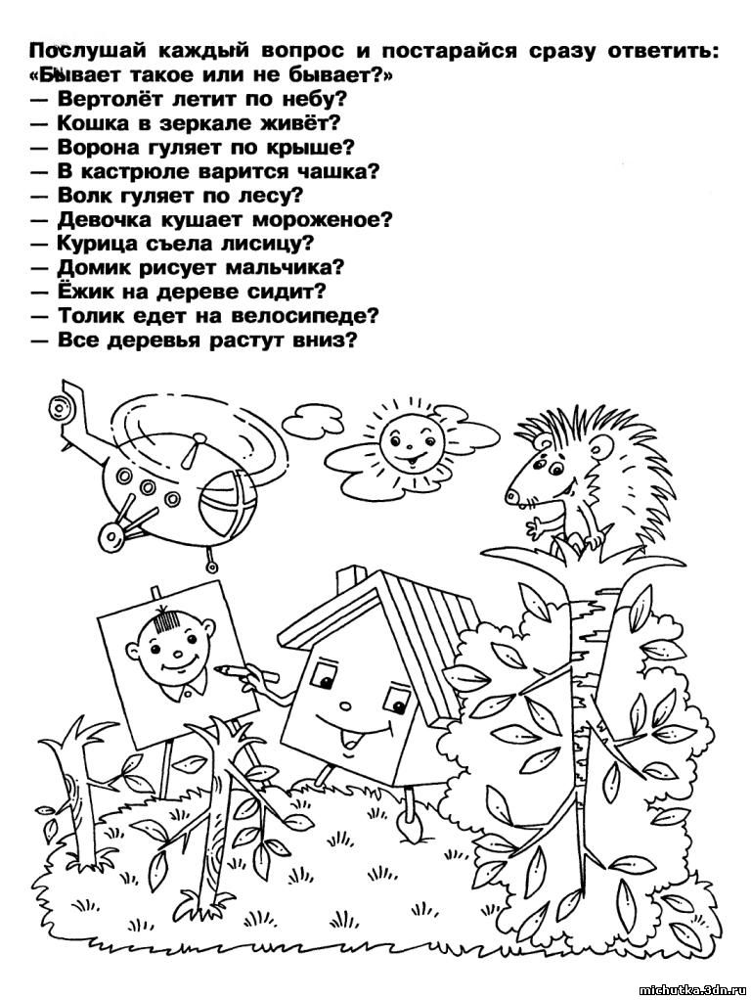 Послушай каждый вопрос и постарайся сразу ответить:
«Бывает такое или не бывает?»
— Вертолёт летит по небу?
— Кошка в зеркале живёт?
— Ворона гуляет по крыше?
— В кастрюле варится чашка?
— Волк гуляет по лесу?
— Девочка кушает мороженое?
— Курица съела лисицу?
— Домик рисует мальчика?
— Ёжик на дереве сидит?
— Толик едет на велосипеде?
— Все деревья растут вниз?
michutka.3dn.ru